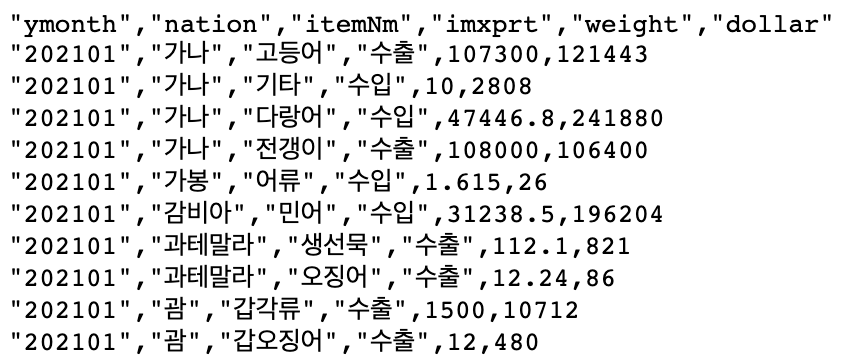 "ymonth","nation","itemNm","imxprt","weight","dollar"
"202101","가나","고등어","수출",107300,121443
"202101","가나","기타","수입",10,2808
"202101","가나","다랑어","수입",47446.8,241880
"202101","가나","전갱이","수출",108000,106400
"202101","가봉","어류","수입",1.615,26
"202101","감비아","민어","수입",31238.5,196204
"202101","과테말라","생선묵","수출",112.1,821
"202101","과테말라","오징어","수출",12.24,86
"202101","괌","갑각류","수출",1500,10712
"202101","괌","갑오징어","수출",12,480